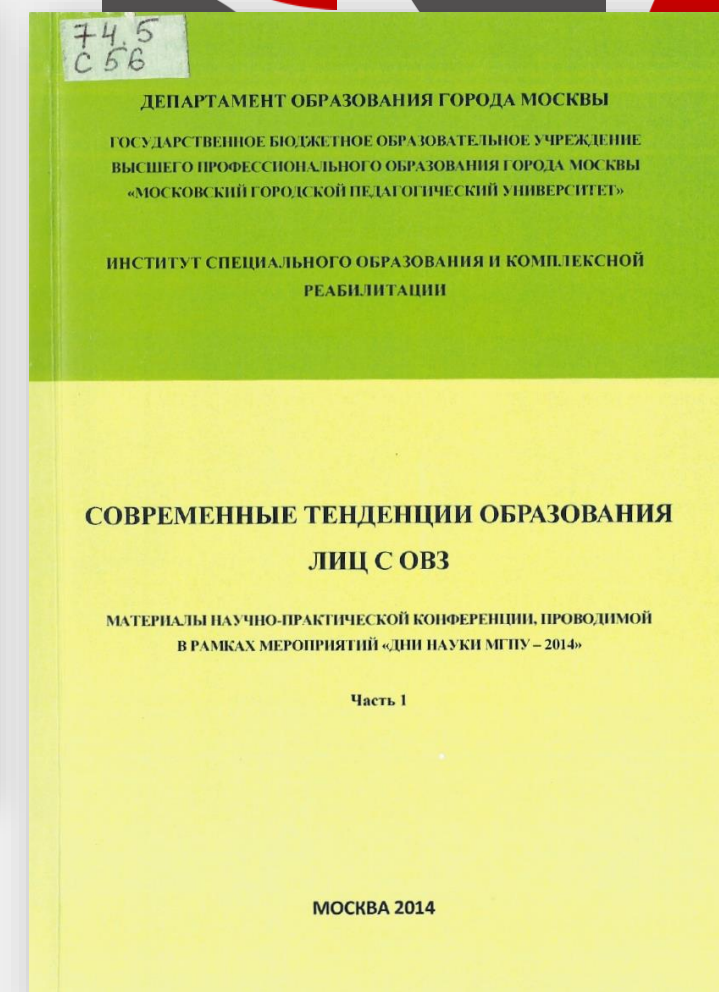 74.5
С 56
ДЕПАРТАМЕНТ ОБРАЗОВАНИЯ ГОРОДА МОСКВЫ
ГОСУДАРСТВЕННОЕ БЮДЖЕТНОЕ ОБРАЗОВАТЕЛЬНОЕ УЧРЕЖДЕНИЕ
ВЫСШЕГО ПРОФЕССИОНАЛЬНОГО ОБРАЗОВАНИЯ ГОРОДА МОСКВЫ
«МОСКОВСКИЙ ГОРОДСКОЙ ПЕДАГОГИЧЕСКИЙ УНИВЕРСИТЕТ»
ИНСТИТУТ СПЕЦИАЛЬНОГО ОБРАЗОВАНИЯ И КОМПЛЕКСНОЙ
РЕАБИЛИТАЦИИ
СОВРЕМЕННЫЕ ТЕНДЕНЦИИ ОБРАЗОВАНИЯ
ЛИЦ С ОВЗ
МАТЕРИАЛЫ НАУЧНО-ПРАКТИЧЕСКОЙ КОНФЕРЕНЦИИ, ПРОВОДИМОЙ
В РАМКАХ МЕРОПРИЯТИЙ «ДНИ НАУКИ МГПУ – 2014»
Часть 1
МОСКВА 2014